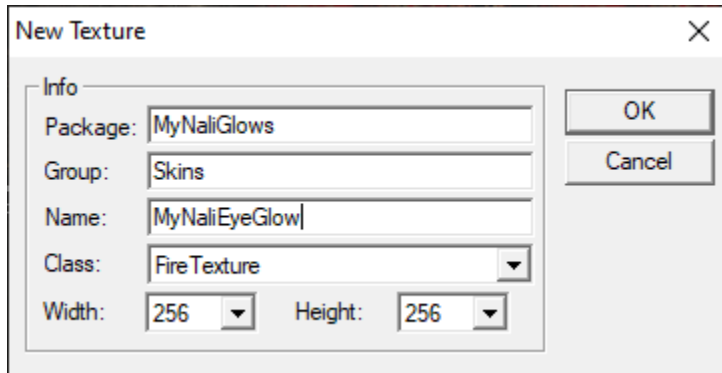 New Texture
Info
Package: MyNaliGlows
OK
Group: Skins
Cancel
Name: MyNaliEyeGlow
Class: FireTexture
Width: 256 Height: 256